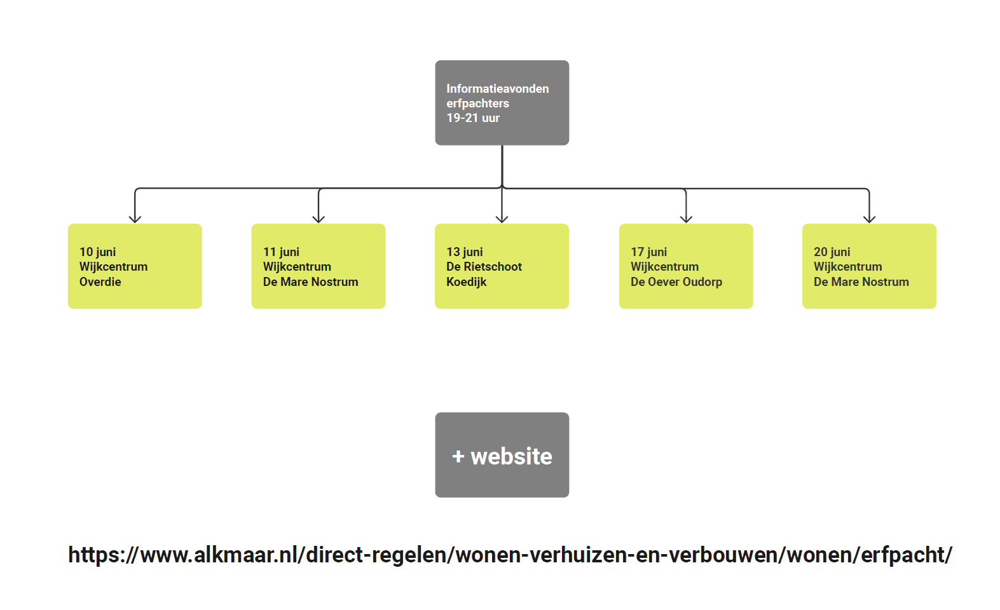 Informatieavonden
erfpachters
19-21 uur
10 juni
Wijkcentrum
Overdie
11 juni
Wijkcentrum
De Mare Nostrum
13 juni
De Rietschoot
Koedijk
17 juni
Wijkcentrum
De Oever Oudorp
20 juni
Wijkcentrum
De Mare Nostrum
+ website
https://www.alkmaar.nl/direct-regelen/wonen-verhuizen-en-verbouwen/wonen/erfpacht/